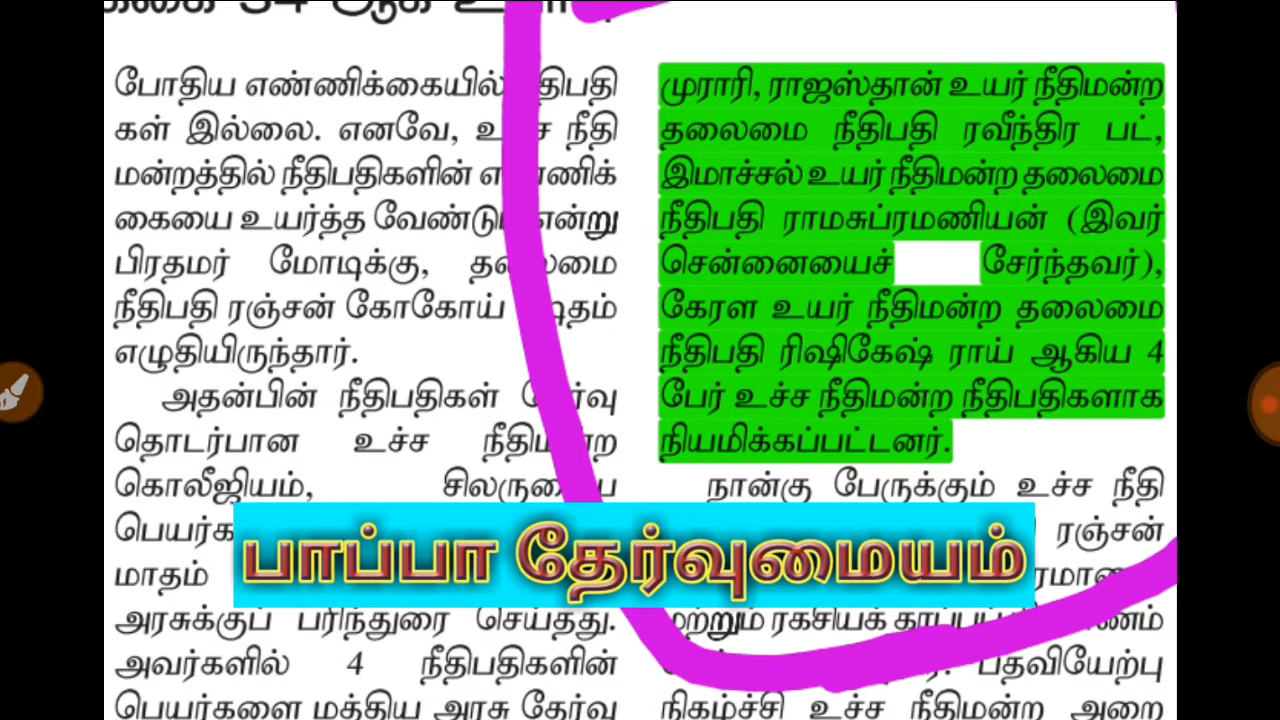 போதிய எண்ணிக்கையில்
கள் இல்லை. எனவே, நீதி
மன்றத்தில் நீதிபதிகளின்
கையை உயர்த்த என்று
பிரதமர் மோடிக்கு,
நீதிபதி ரஞ்சன் கோகோய்
எழுதியிருந்தார்.
அதன்பின் நீதிபதிகள்
தொடர்பான உச்ச
கொலீஜியம்,
மாதம்
அரசுக்குப் பரிந்துரை செய்தது.
அவர்களில் 4 நீதிபதிகளின்
பெயர்களை மத்திய அரசு தேர்வு
முராரி, ராஜஸ்தான் உயர் நீதிமன்ற
தலைமை நீதிபதி ரவீந்திர பட்,
இமாச்சல் உயர் நீதிமன்ற தலைமை
நீதிபதி ராமசுப்ரமணியன் (இவர்
சென்னையைச் சேர்ந்தவர்),
கேரள உயர் நீதிமன்ற தலைமை
நீதிபதி ரிஷிகேஷ் ராய் ஆகிய 4
பேர் உச்ச நீதிமன்ற நீதிபதிகளாக
நியமிக்கப்பட்டனர்.
நான்கு பேருக்கும் உச்ச நீதி
ரஞ்சன்
மற்றும் ரகசியக்
பதவியேற்பு
நிகழ்ச்சி உச்ச நீதிமன்ற அறை
பாப்பா தேர்வுமையம்